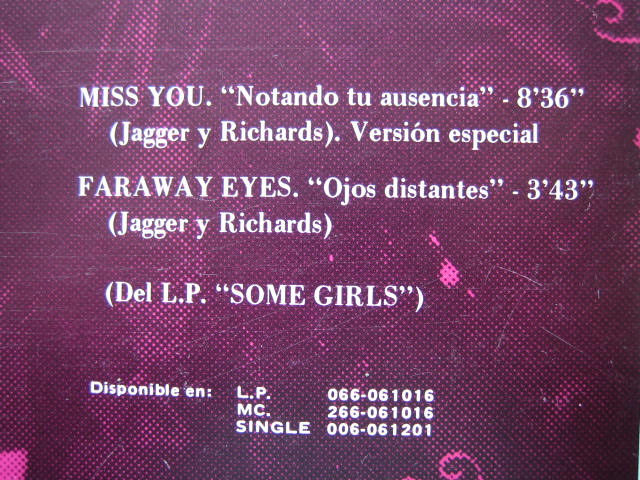 MISS YOU. “Notando tu ausencia” - 8’36”
(Jagger y Richards). Versión especial
FARAWAY EYES. “Ojos distantes” - 3’43”
(Jagger y Richards)
(Del L.P. “SOME GIRLS”)
Disponible en: L.P. 066-061016
MC. 266-061016
SINGLE 006-061201